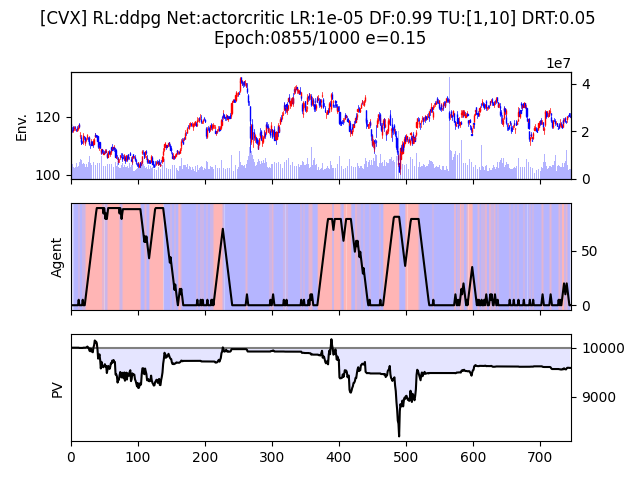 [CVX] RL:ddpg Net:actorcritic LR:1e-05 DF:0.99 TU:[1,10] DRT:0.05
Epoch:0855/1000 e=0.15
1e7
Env.
120
100
4
2
0
Agent
50
0
PV
10000
9000
0 100 200 300 400 500 600 700